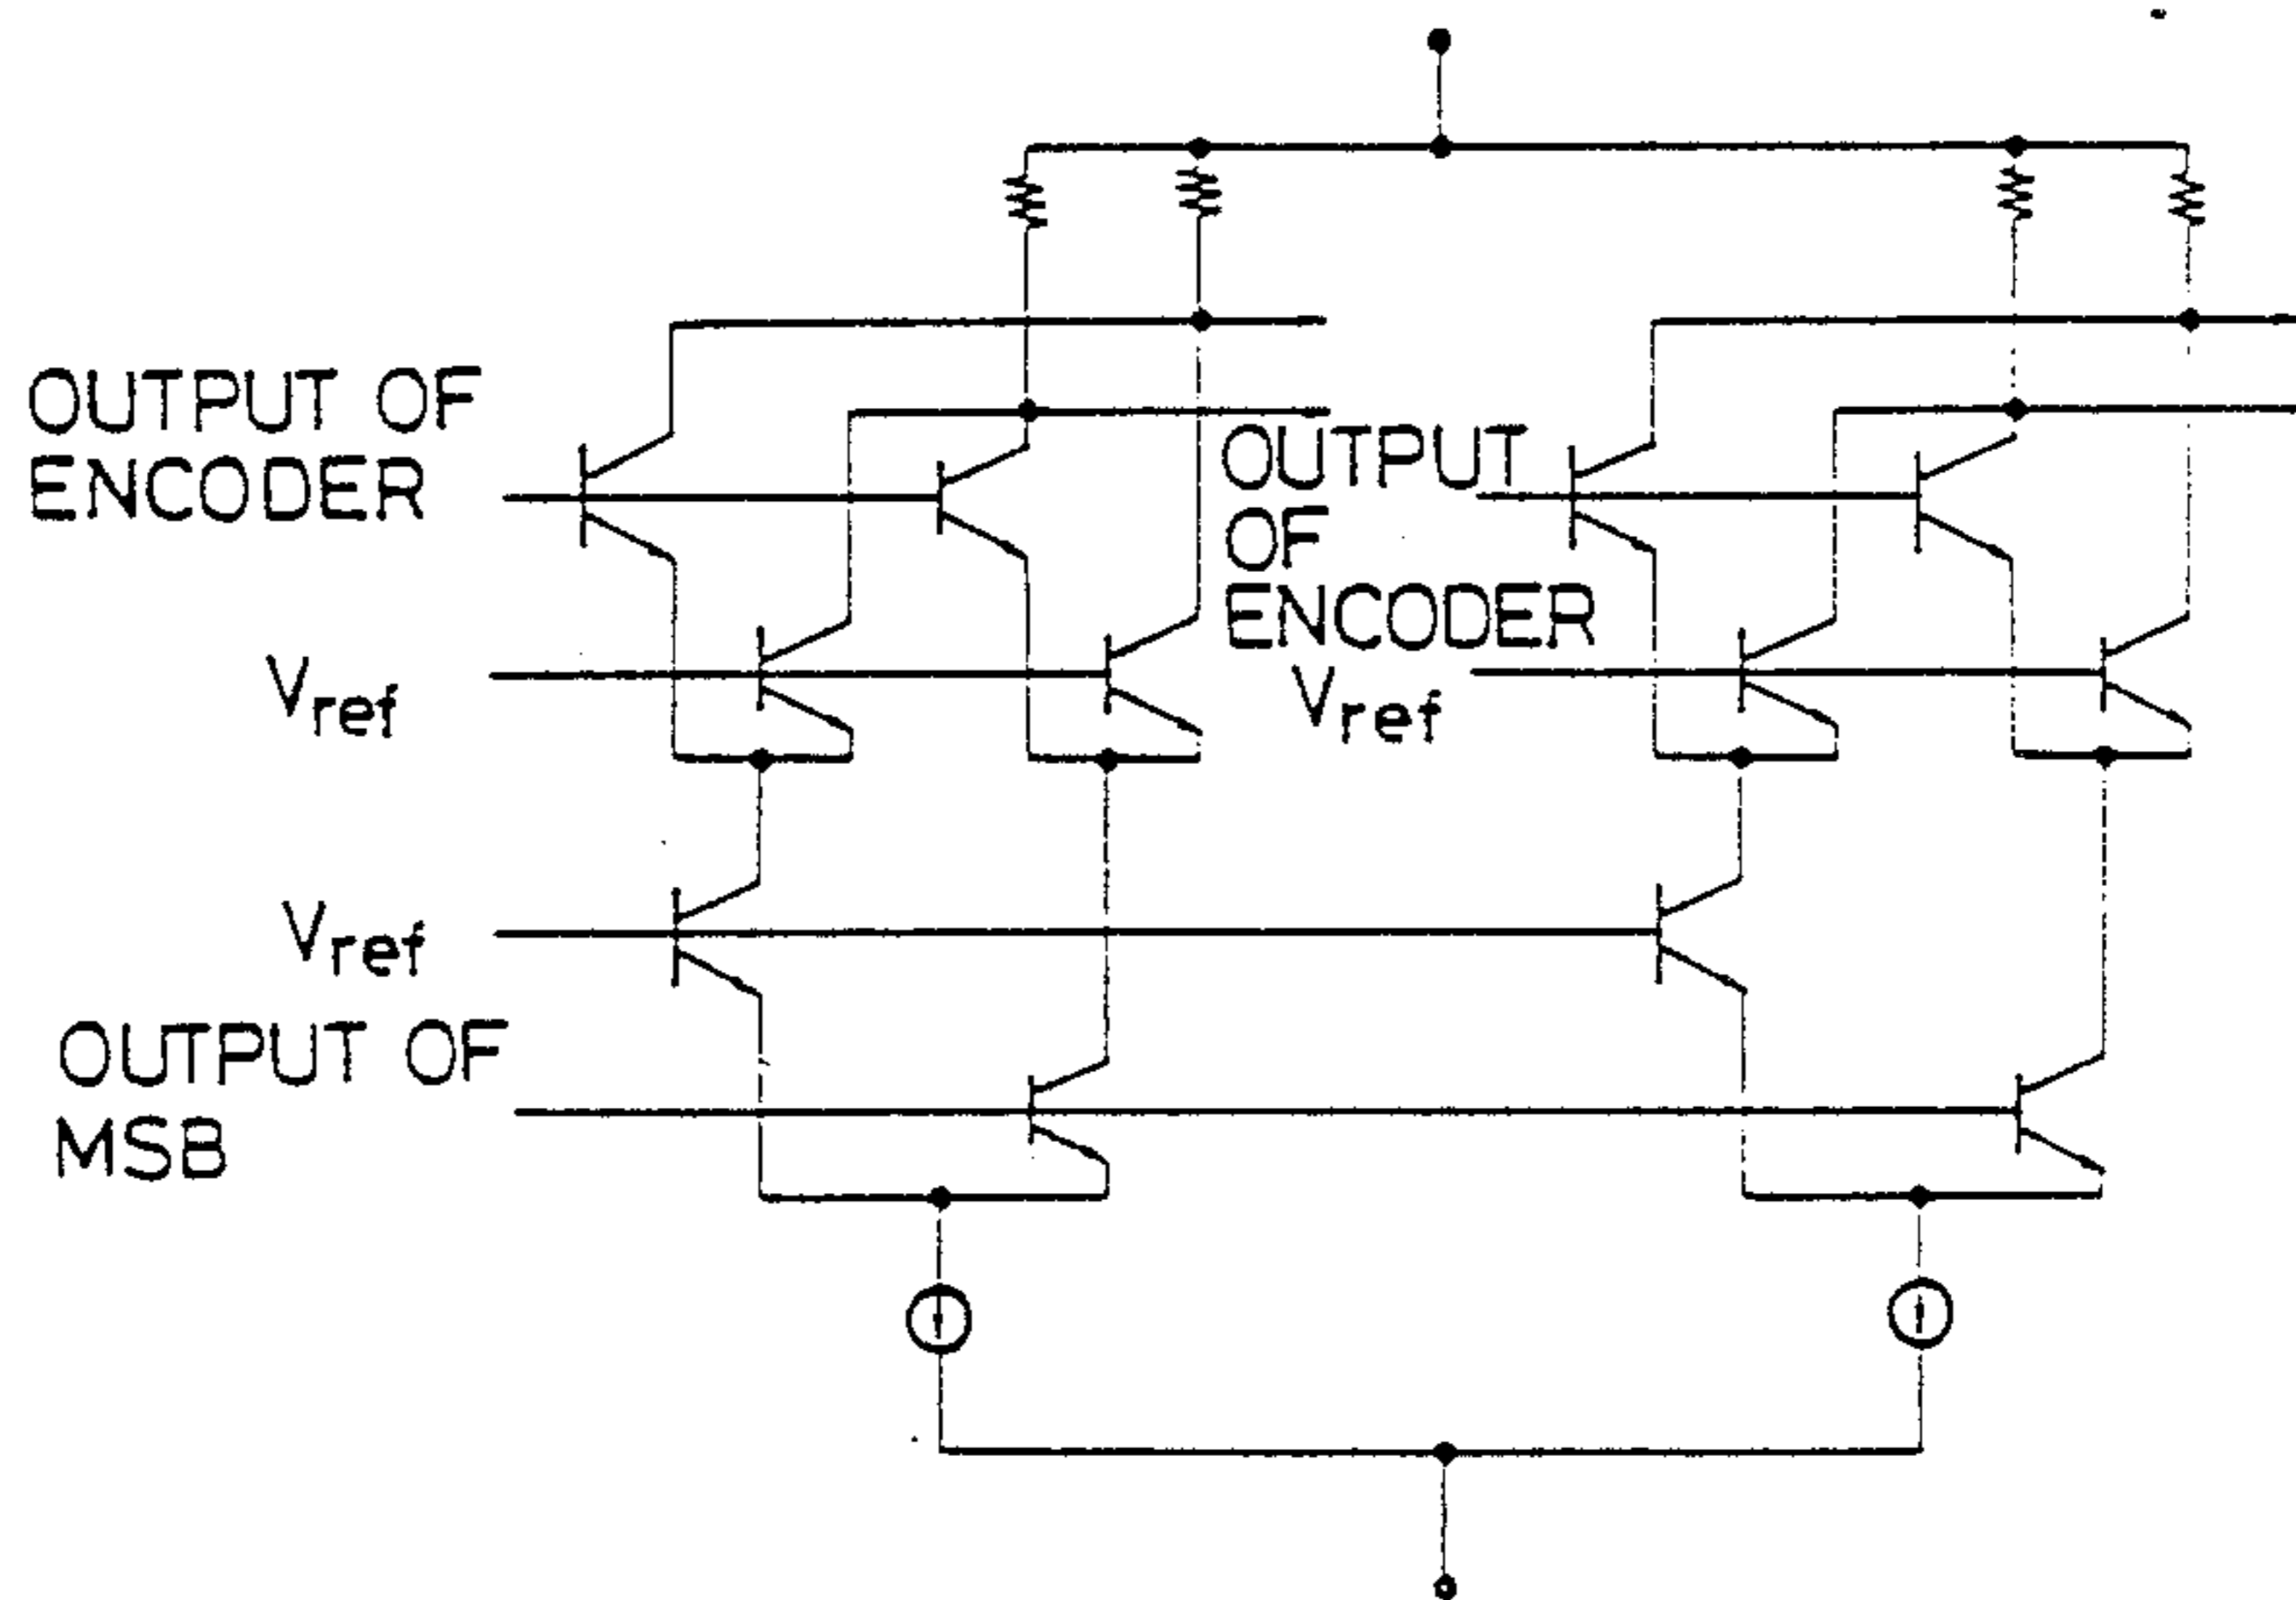 OUTPUT OF
ENCODER
OUTPUT
OF
ENCODER
Vref
Vref
Vref
OUTPUT OF
MSB